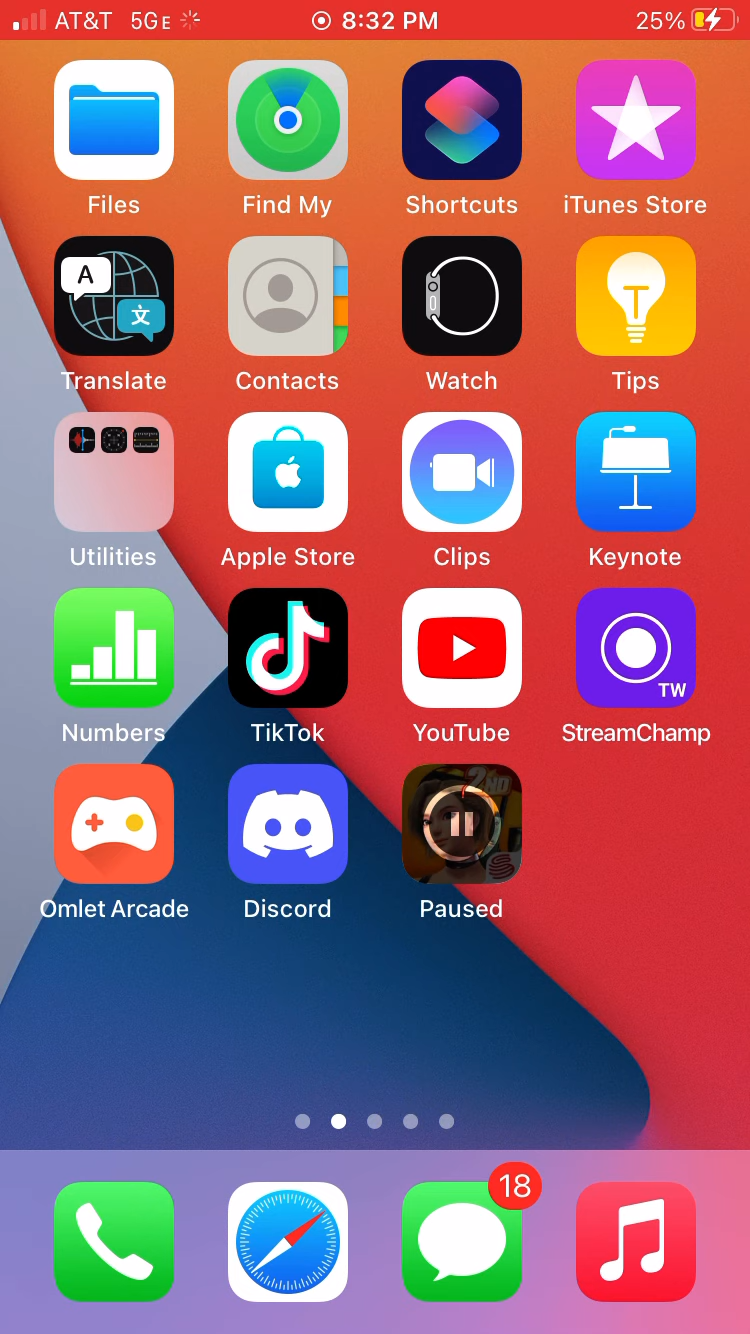 AT&T 5GE 8:32 PM 25%
Files Find My Shortcuts iTunes Store
A 文
Translate Contacts Watch Tips
Utilities Apple Store Clips Keynote
TW
Numbers TikTok YouTube StreamChamp
2ND
Omlet Arcade Discord Paused
18